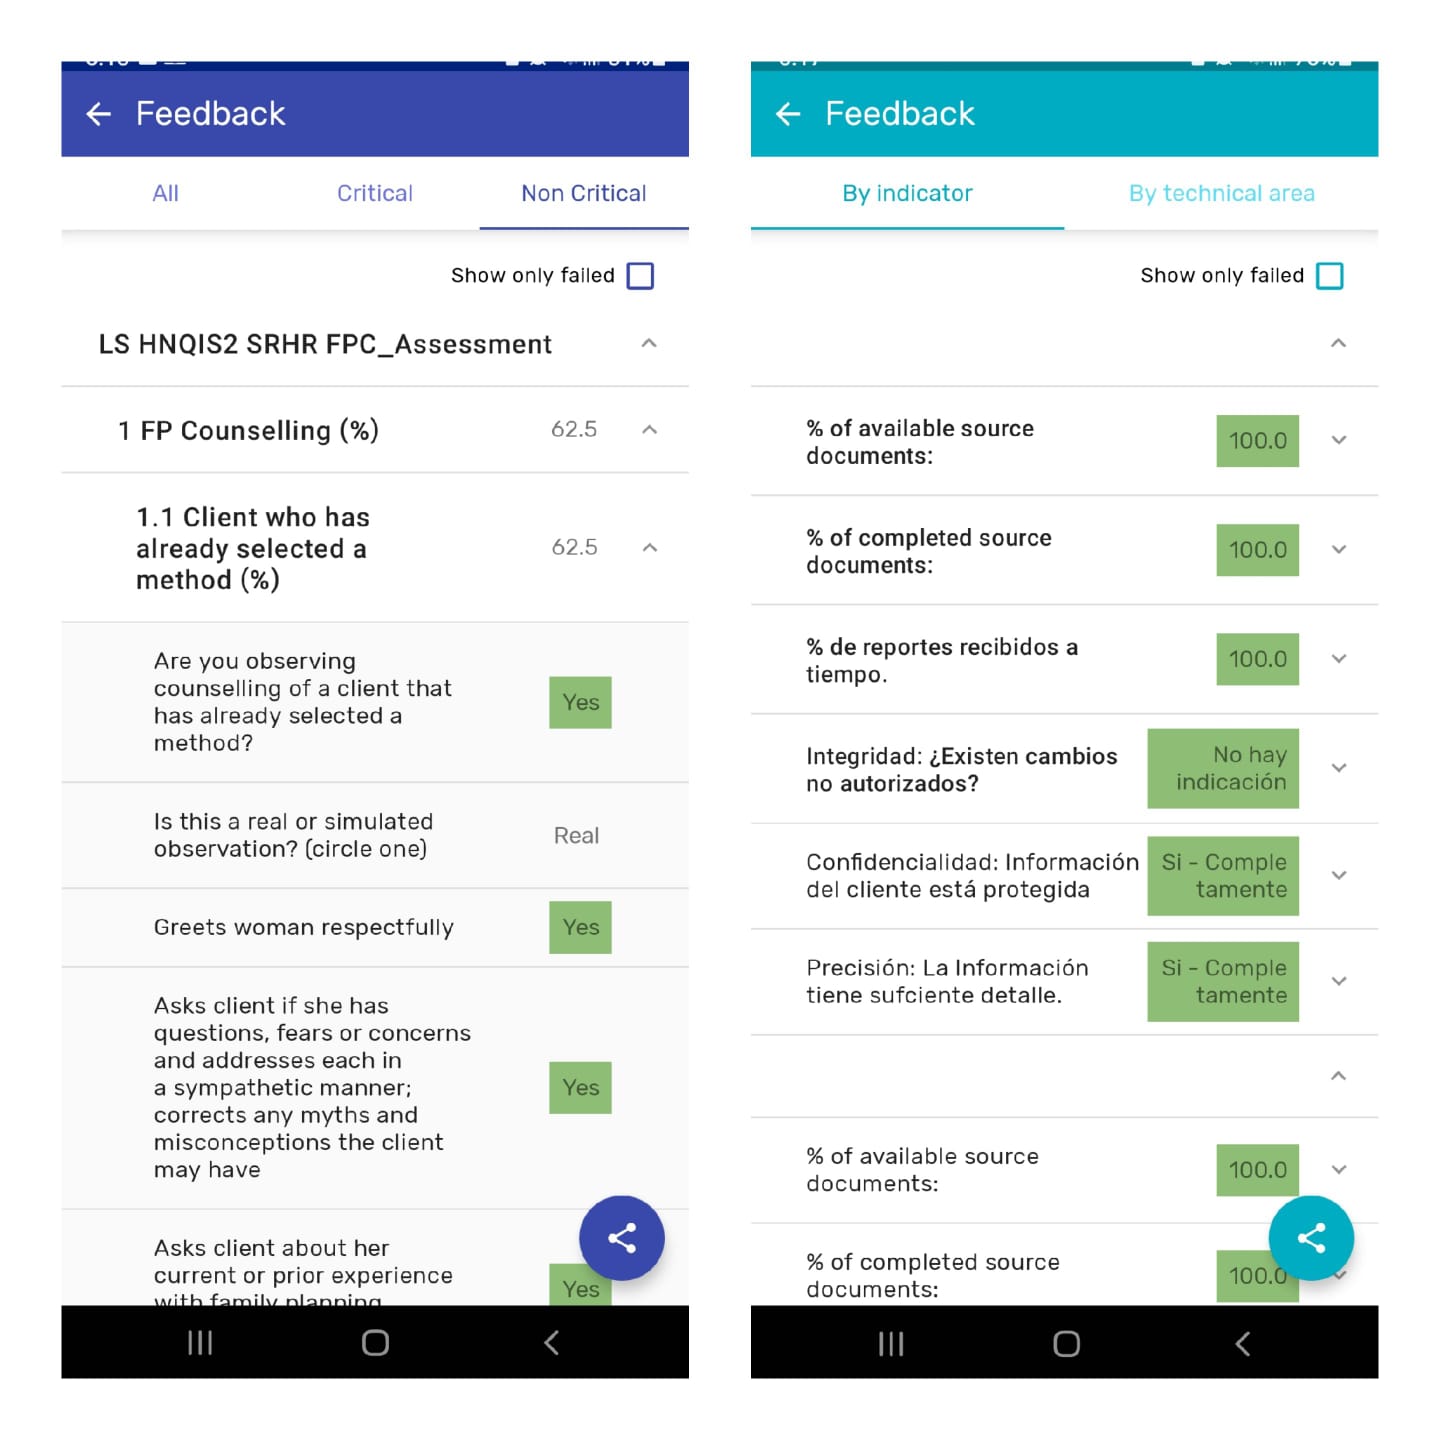 Feedback
All Critical Non Critical
Show only failed
LS HNQIS2 SRHR FPC_Assessment
1 FP Counselling (%) 62.5
1.1 Client who has
already selected a
method (%)
62.5
Are you observing
counselling of a client that
has already selected a
method?
Yes
Is this a real or simulated
observation? (circle one)
Real
Greets woman respectfully Yes
Asks client if she has
questions, fears or concerns
and addresses each in
a sympathetic manner;
corrects any myths and
misconceptions the client
may have
Yes
Asks client about her
current or prior experience
with family planning
Yes
Feedback
By indicator By technical area
Show only failed
% of available source
documents:
100.0
% of completed source
documents:
100.0
% de reportes recibidos a
tiempo.
100.0
Integridad: ¿Existen cambios
no autorizados?
No hay
indicación
Confidencialidad: Información
del cliente está protegida
Si - Comple
tamente
Precisión: La Información
tiene sufciente detalle.
Si - Comple
tamente
% of available source
documents:
100.0
% of completed source
documents:
100.0